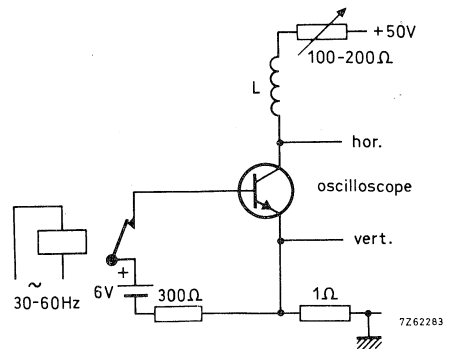 +50V
100-200Ω
L
hor.
oscilloscope
vert.
+
6V
300Ω
1Ω
~
30-60Hz
7Z62283